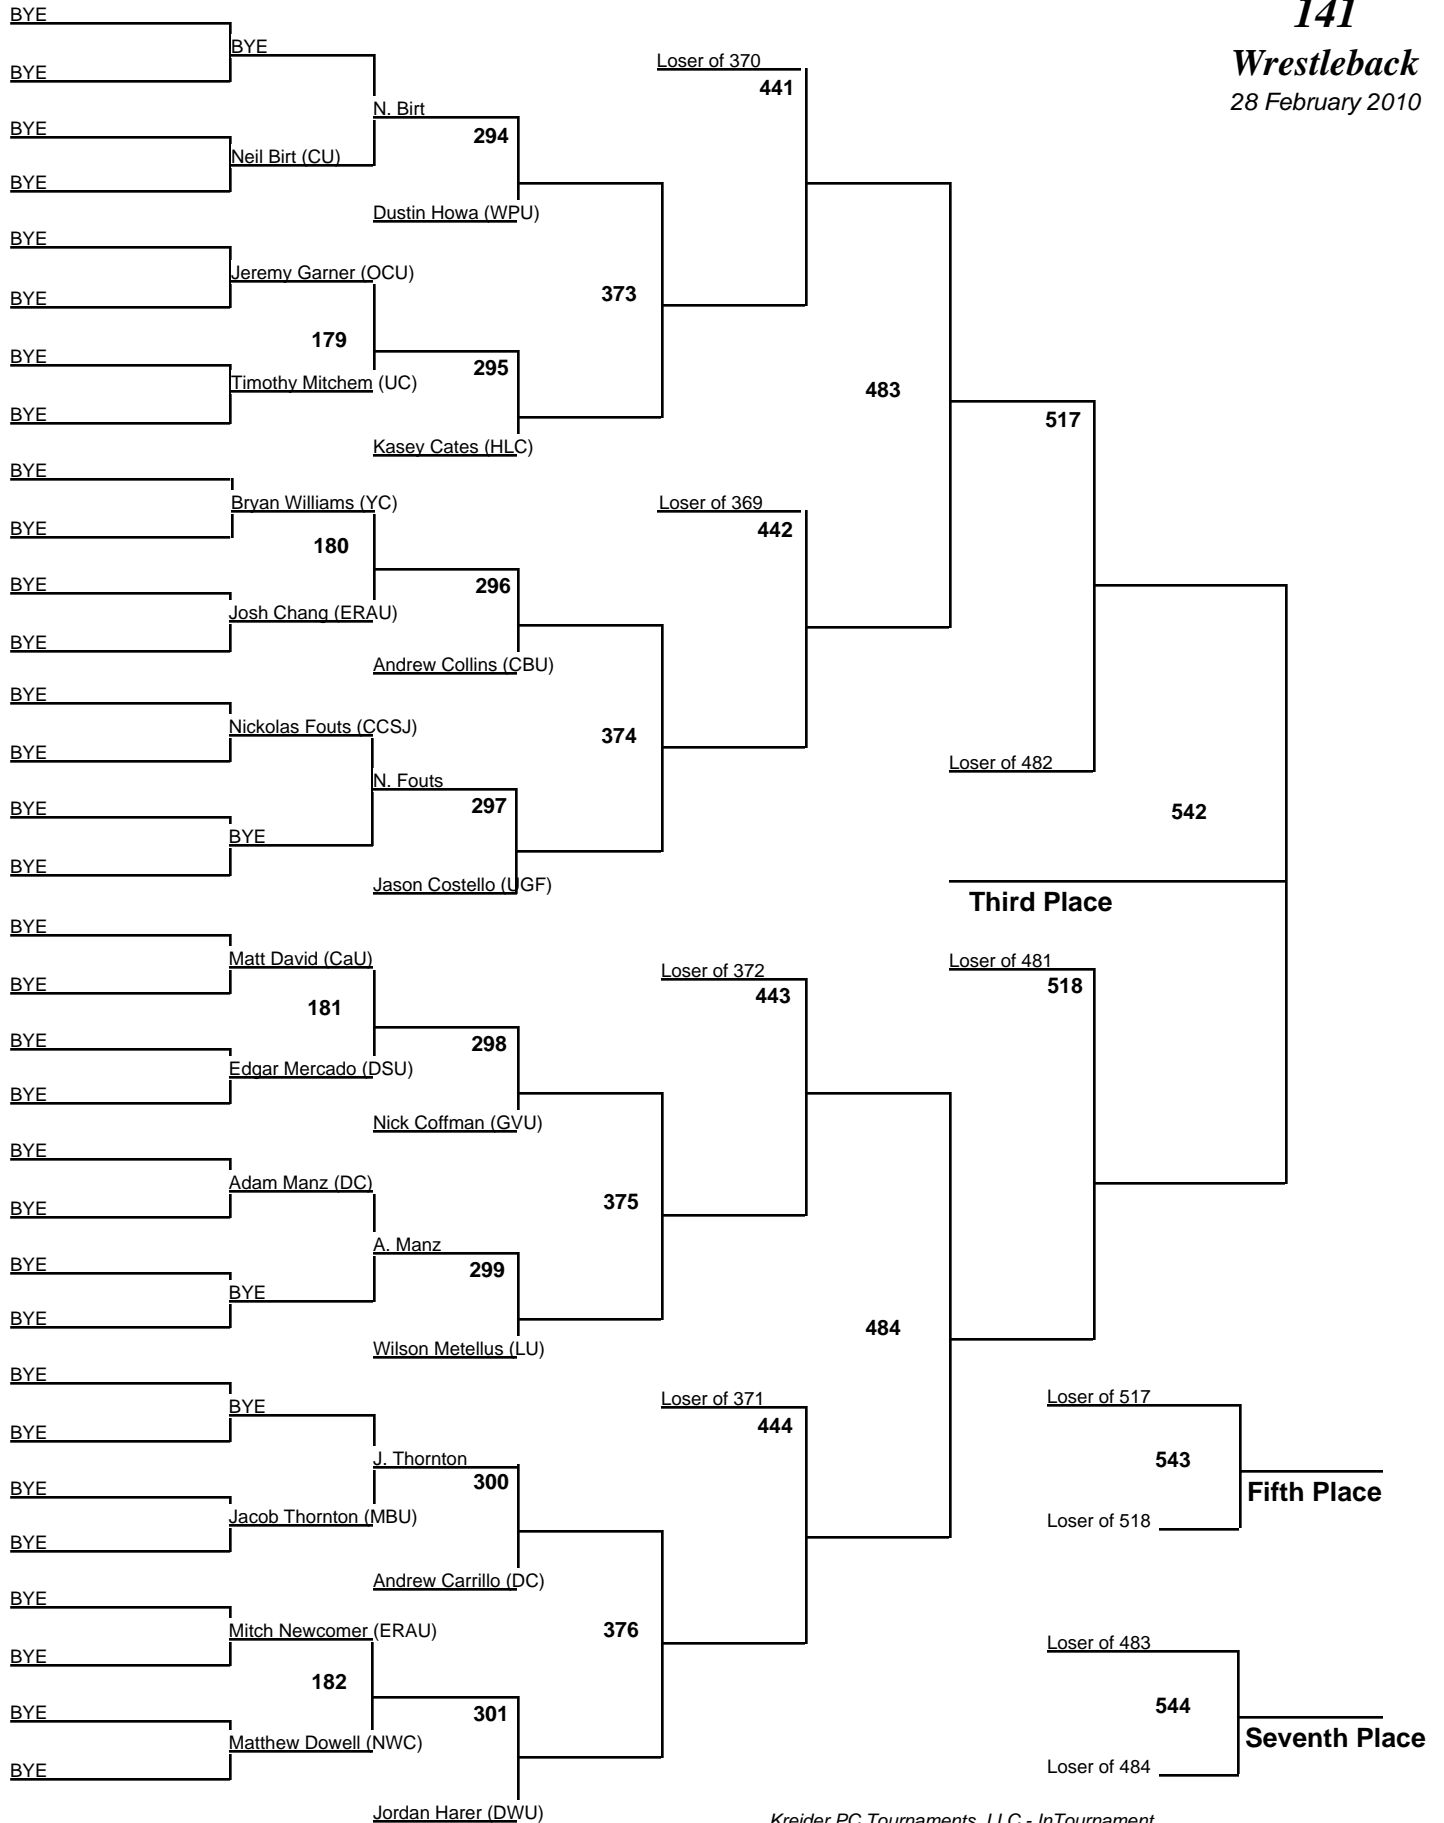 141
Wrestleback
28 February 2010
BYE
BYE
BYE
Loser of 370
441
BYE
N. Birt
294
BYE
Neil Birt (CU)
BYE
Dustin Howa (WPU)
BYE
Jeremy Garner (OCU)
BYE
373
179
BYE
295
Timothy Mitchem (UC)
483
BYE
517
Kasey Cates (HLC)
BYE
Bryan Williams (YC)
Loser of 369
BYE
442
180
BYE
296
Josh Chang (ERAU)
BYE
Andrew Collins (CBU)
BYE
Nickolas Fouts (CCSJ)
374
BYE
Loser of 482
N. Fouts
297
BYE
542
BYE
BYE
Jason Costello (UGF)
Third Place
BYE
Matt David (CaU)
Loser of 481
BYE
Loser of 372
518
443
181
BYE
298
Edgar Mercado (DSU)
BYE
Nick Coffman (GVU)
BYE
Adam Manz (DC)
375
BYE
A. Manz
BYE
299
BYE
BYE
484
Wilson Metellus (LU)
BYE
Loser of 371
Loser of 517
BYE
444
BYE
J. Thornton
543
300
BYE
Fifth Place
Jacob Thornton (MBU)
Loser of 518
BYE
Andrew Carrillo (DC)
BYE
Mitch Newcomer (ERAU)
376
Loser of 483
BYE
182
544
BYE
301
Matthew Dowell (NWC)
Seventh Place
BYE
Loser of 484
Jordan Harer (DWU)
Kreider PC Tournaments, LLC - InTournament